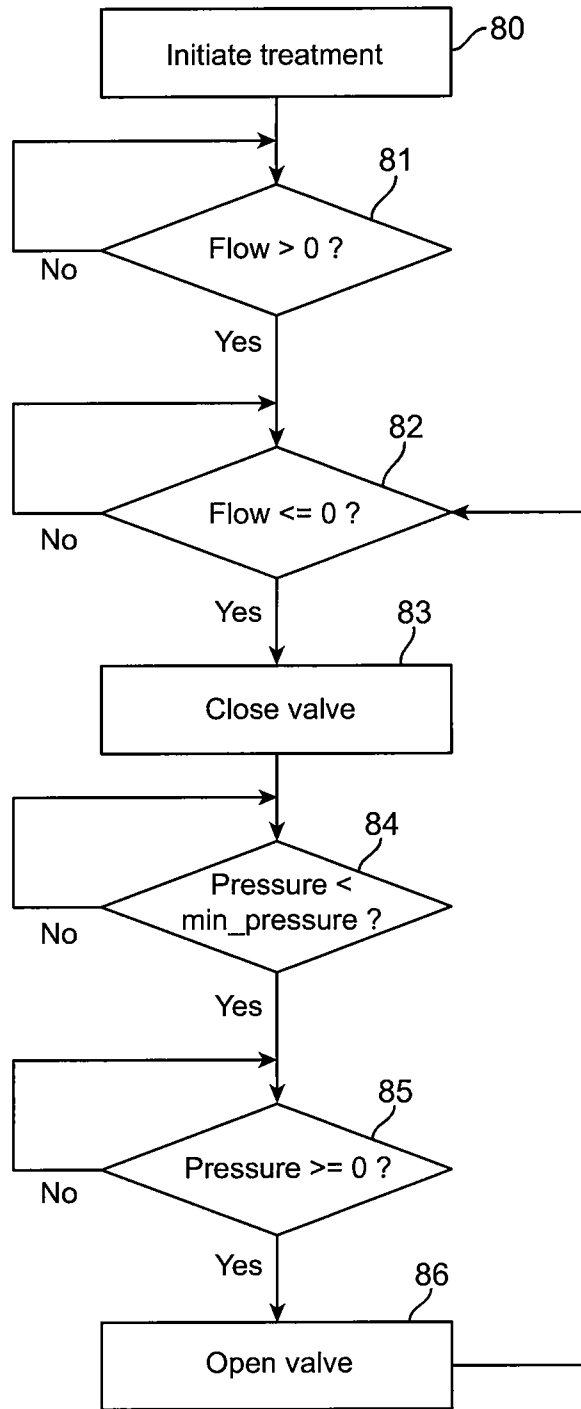 Initiate treatment
80
81
Flow > 0 ?
No
Yes
82
Flow <= 0 ?
No
Yes
83
Close valve
84
Pressure <
min_pressure ?
No
Yes
85
Pressure >= 0 ?
No
Yes
86
Open valve